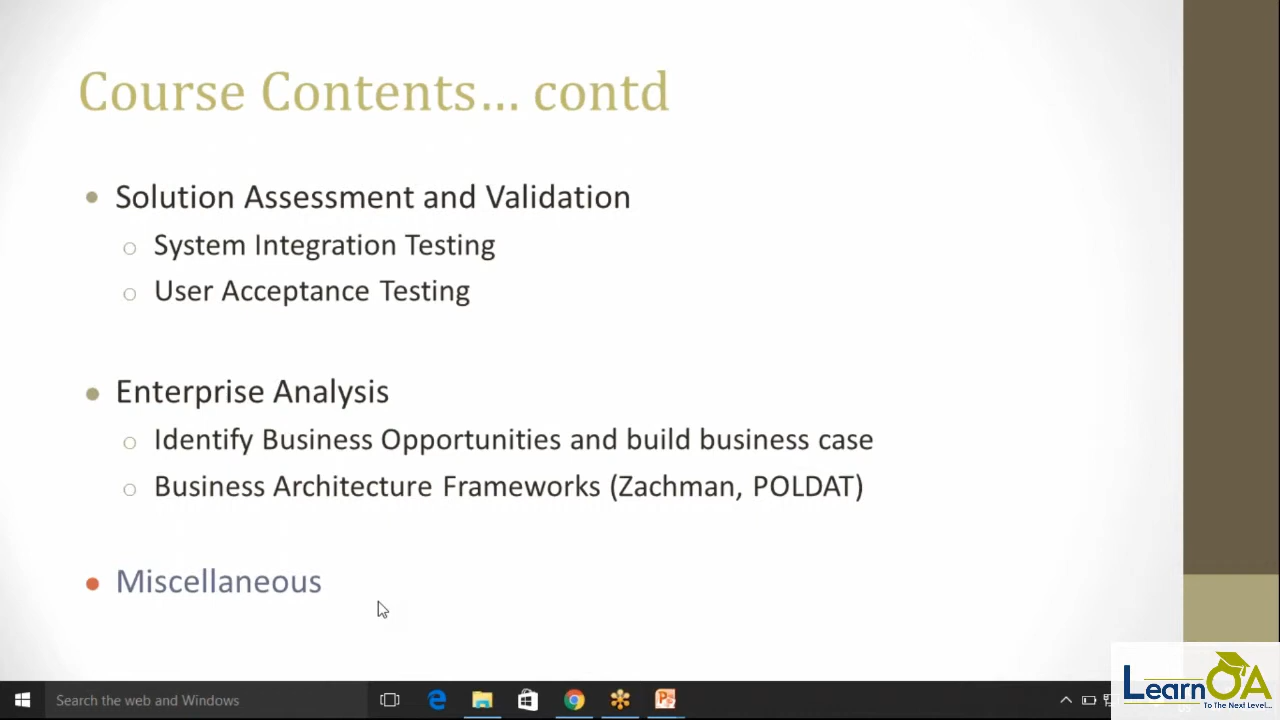 Course Contents... contd
Solution Assessment and Validation
System Integration Testing
User Acceptance Testing
Enterprise Analysis
Identify Business Opportunities and build business case
Business Architecture Frameworks (Zachman, POLDAT)
Miscellaneous
Search the web and Windows
LearnOA
To The Next Level...